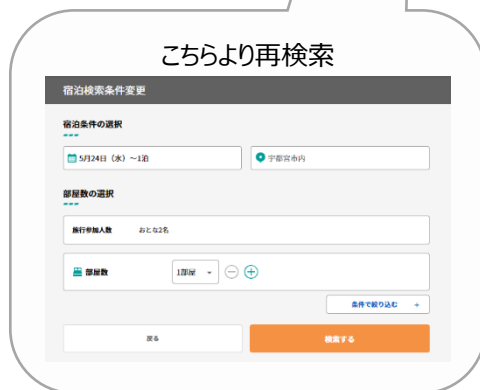 こちらより再検索
宿泊検索条件変更
宿泊条件の選択
5月24日（水）～1泊
宇都宮市内
部屋数の選択
旅行参加人数 おとな2名
部屋数 1部屋
条件で絞り込む +
戻る 検索する